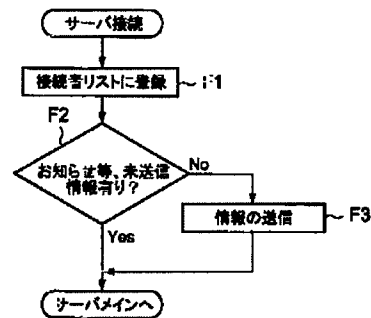 サーバ接続
接続者リストに登録
F1
F2
お知らせ等、未送信
情報有り?
No
情報の送信
F3
Yes
サーバメインへ